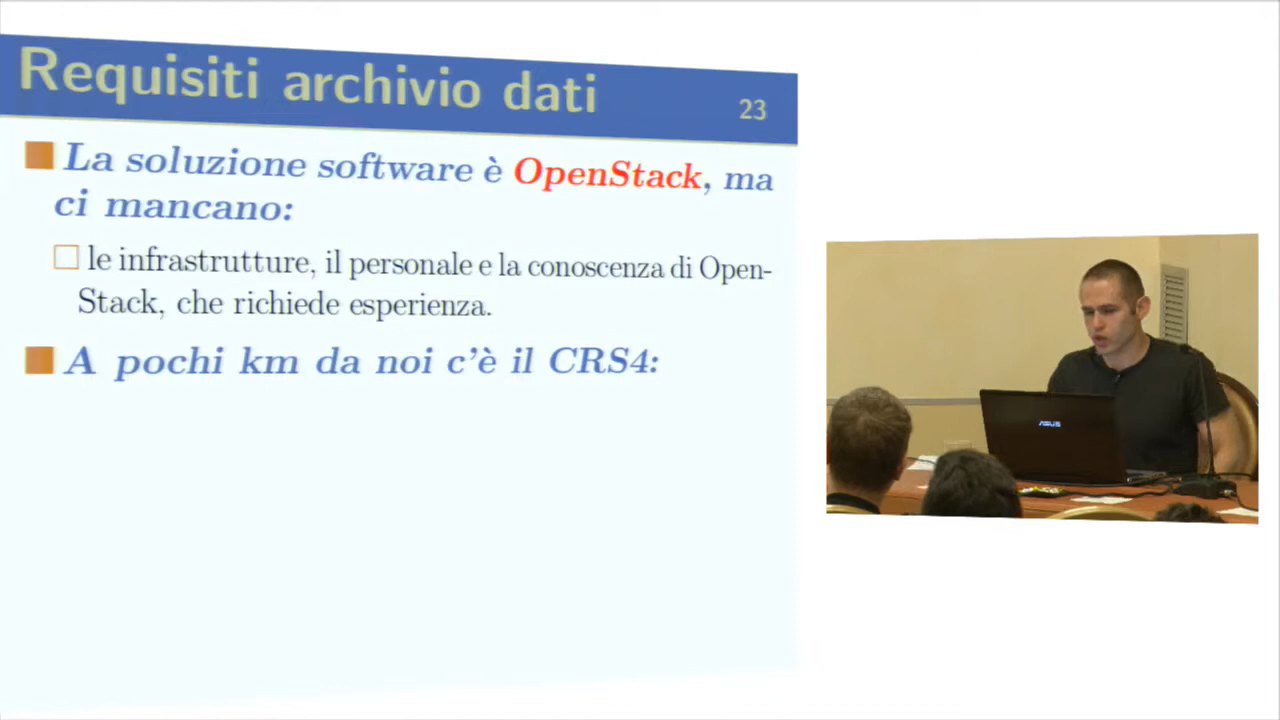 Requisiti archivio dati
23
La soluzione software è OpenStack, ma
ci mancano:
le infrastrutture, il personale e la conoscenza di Open-
Stack, che richiede esperienza.
A pochi km da noi c'è il CRS4:
ASUS